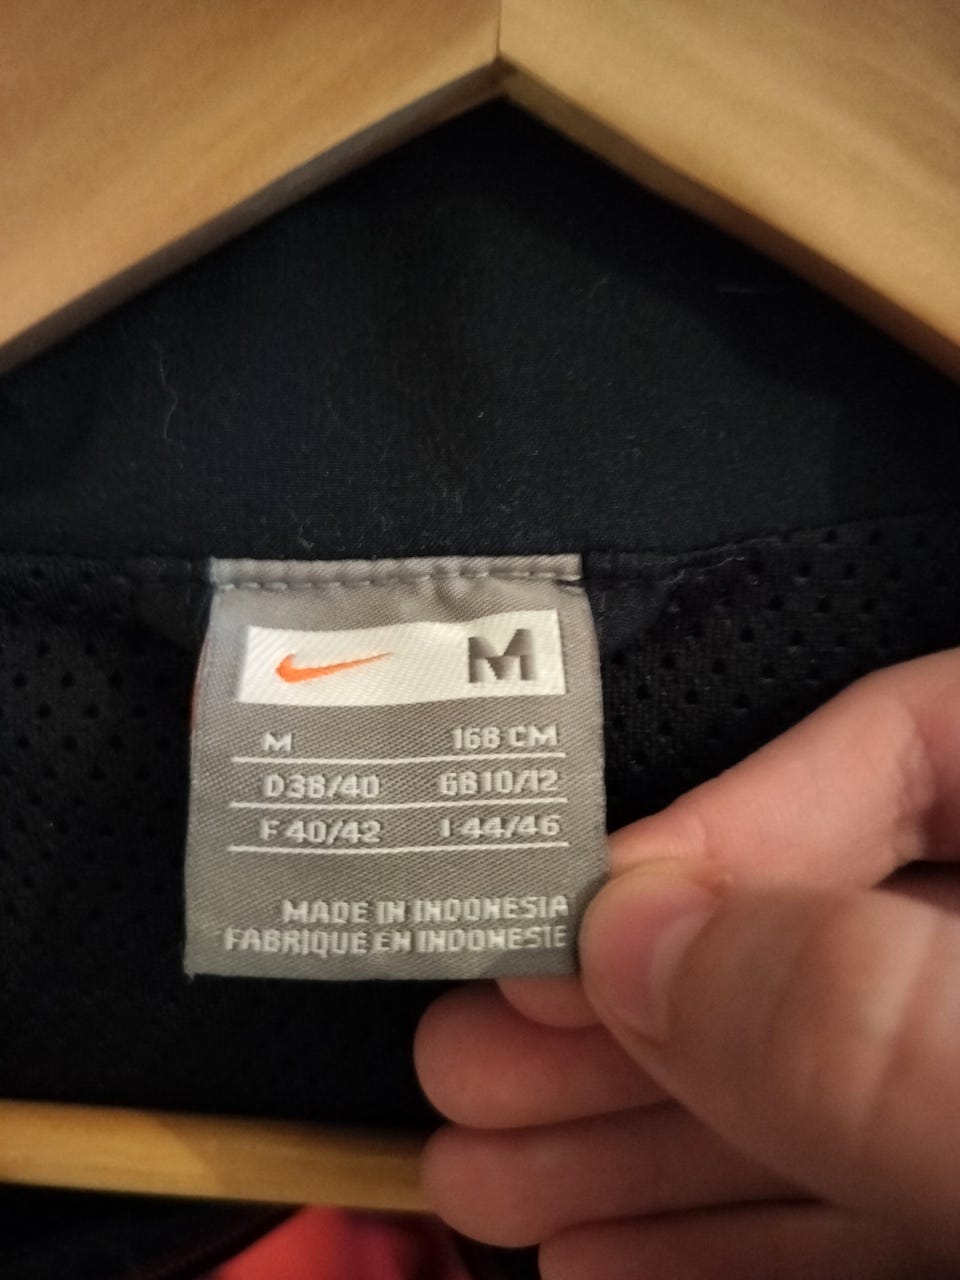 M
M 168 CM
D38/40 GB10/12
F 40/42 I 44/46
MADE IN INDONESIA
FABRIQUE EN INDONESIE